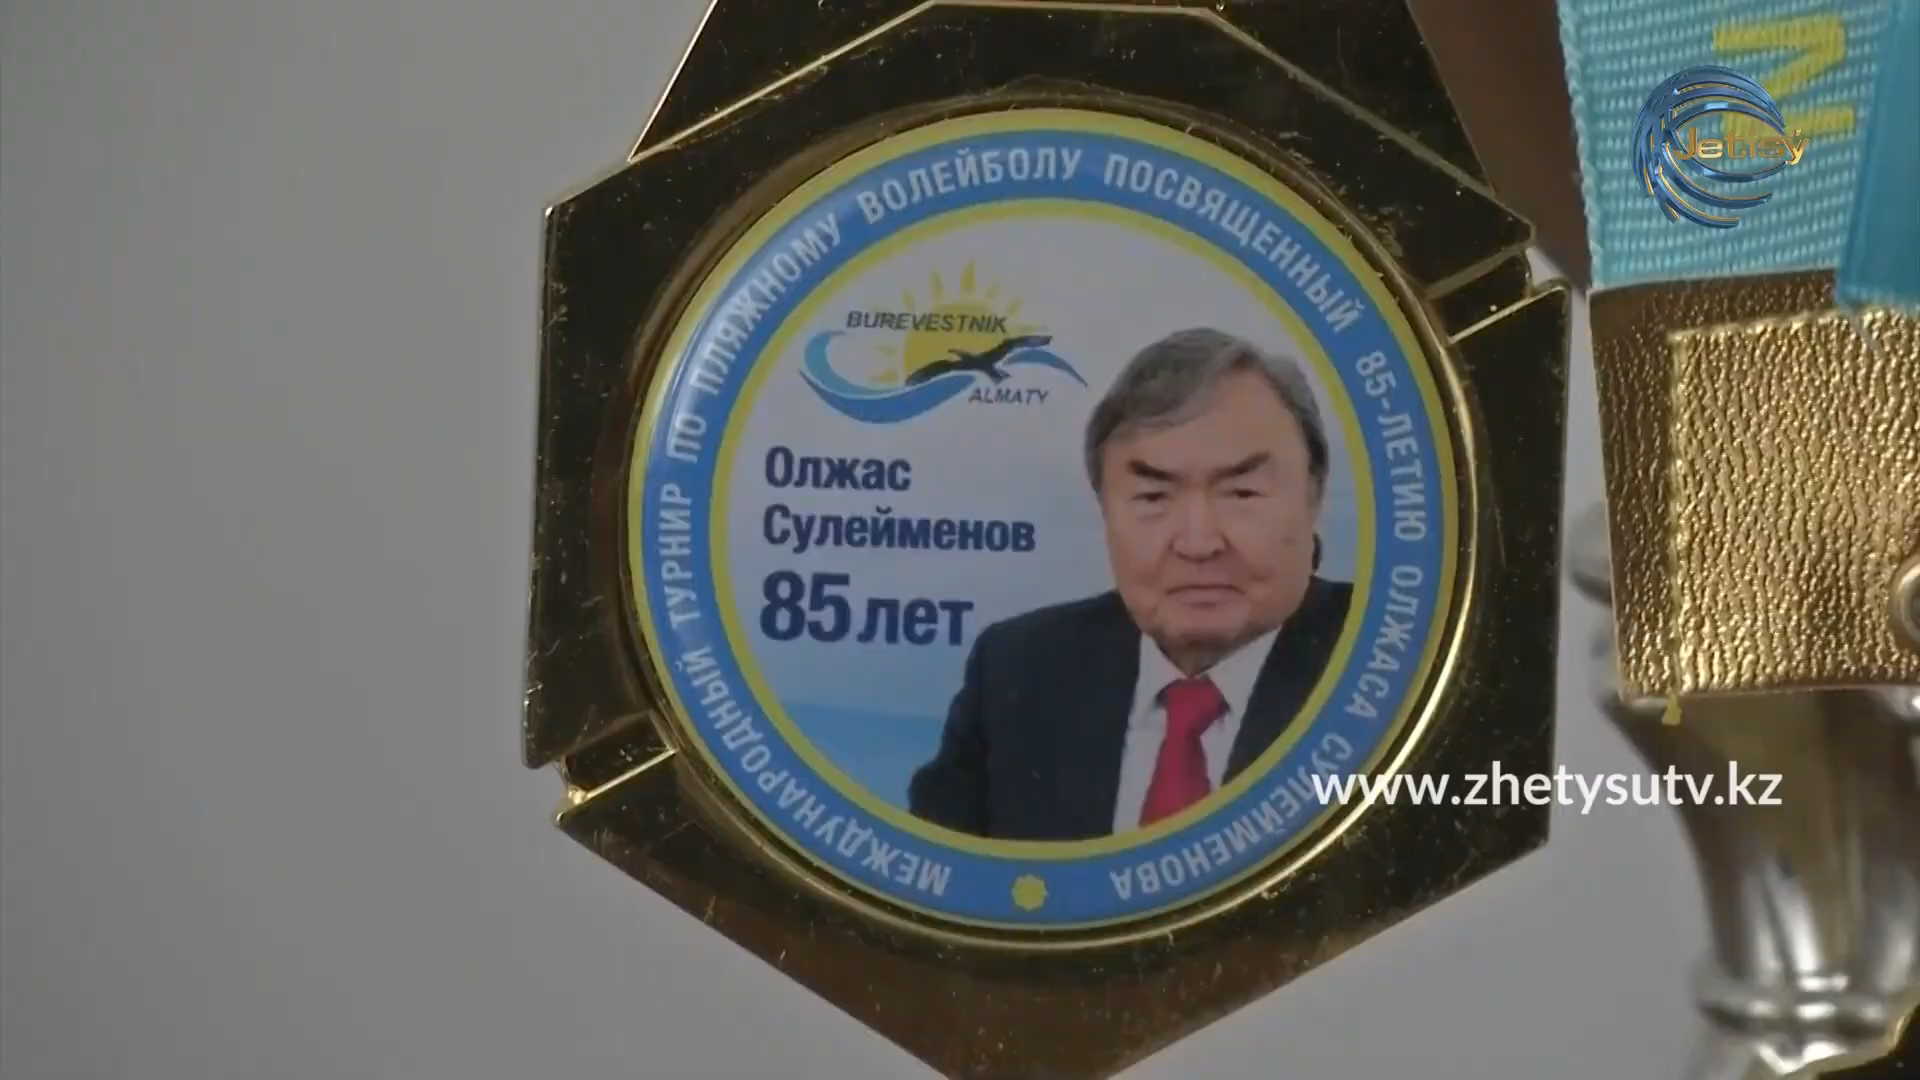 МЕЖДУНАРОДНЫЙ ТУРНИР ПО ПЛЯЖНОМУ ВОЛЕЙБОЛУ ПОСВЯЩЕННЫЙ 85-ЛЕТИЮ ОЛЖАСА СУЛЕЙМЕНОВА
BUREVESTNIK
ALMATY
Олжас
Сулейменов
85 лет
Jetisý
www.zhetysutv.kz